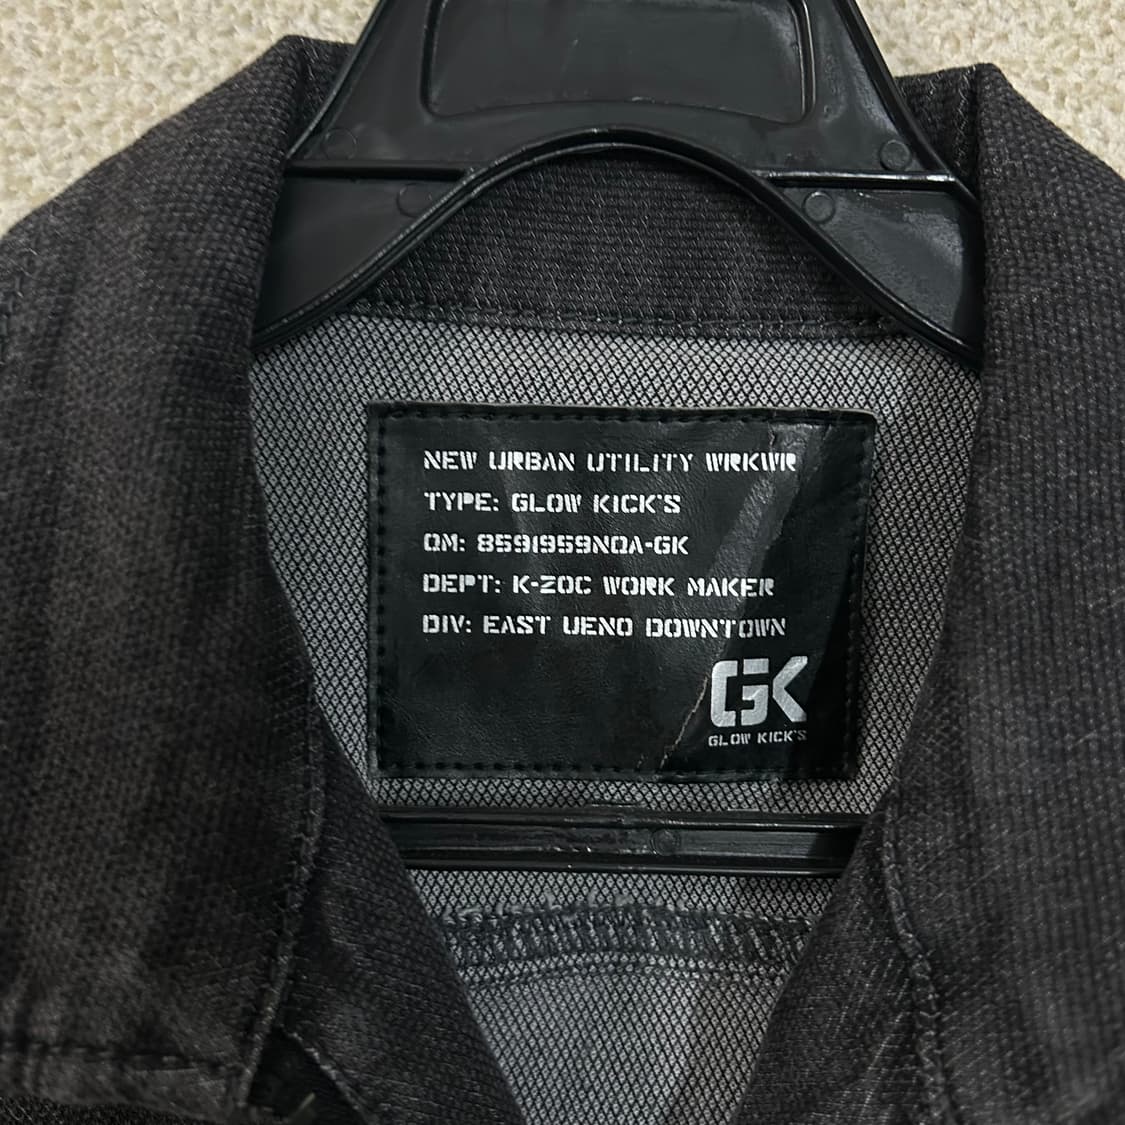 NEW URBAN UTILITY WRKWR
TYPE: GLOW KICK'S
QM: 8591959NQA-GK
DEPT: K-ZOC WORK MAKER
DIV: EAST UENO DOWNTOWN
GK
GLOW KICK'S